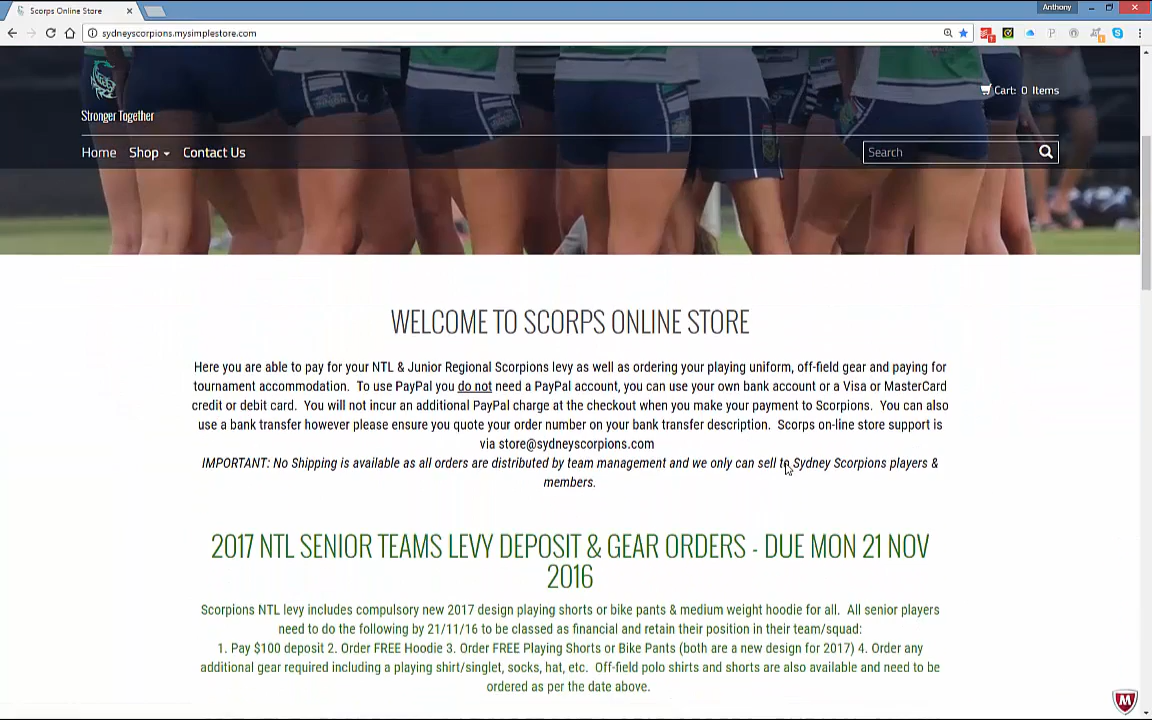 Scorps Online Store
Anthony
sydneyscorpions.mysimplestore.com
Stronger Together
Cart: 0 Items
Home Shop Contact Us
Search
WELCOME TO SCORPS ONLINE STORE
Here you are able to pay for your NTL & Junior Regional Scorpions levy as well as ordering your playing uniform, off-field gear and paying for
tournament accommodation. To use PayPal you do not need a PayPal account, you can use your own bank account or a Visa or MasterCard
credit or debit card. You will not incur an additional PayPal charge at the checkout when you make your payment to Scorpions. You can also
use a bank transfer however please ensure you quote your order number on your bank transfer description. Scorps on-line store support is
via store@sydneyscorpions.com
IMPORTANT: No Shipping is available as all orders are distributed by team management and we only can sell to Sydney Scorpions players &
members.
2017 NTL SENIOR TEAMS LEVY DEPOSIT & GEAR ORDERS - DUE MON 21 NOV
2016
Scorpions NTL levy includes compulsory new 2017 design playing shorts or bike pants & medium weight hoodie for all. All senior players
need to do the following by 21/11/16 to be classed as financial and retain their position in their team/squad:
1. Pay $100 deposit 2. Order FREE Hoodie 3. Order FREE Playing Shorts or Bike Pants (both are a new design for 2017) 4. Order any
additional gear required including a playing shirt/singlet, socks, hat, etc. Off-field polo shirts and shorts are also available and need to be
ordered as per the date above.